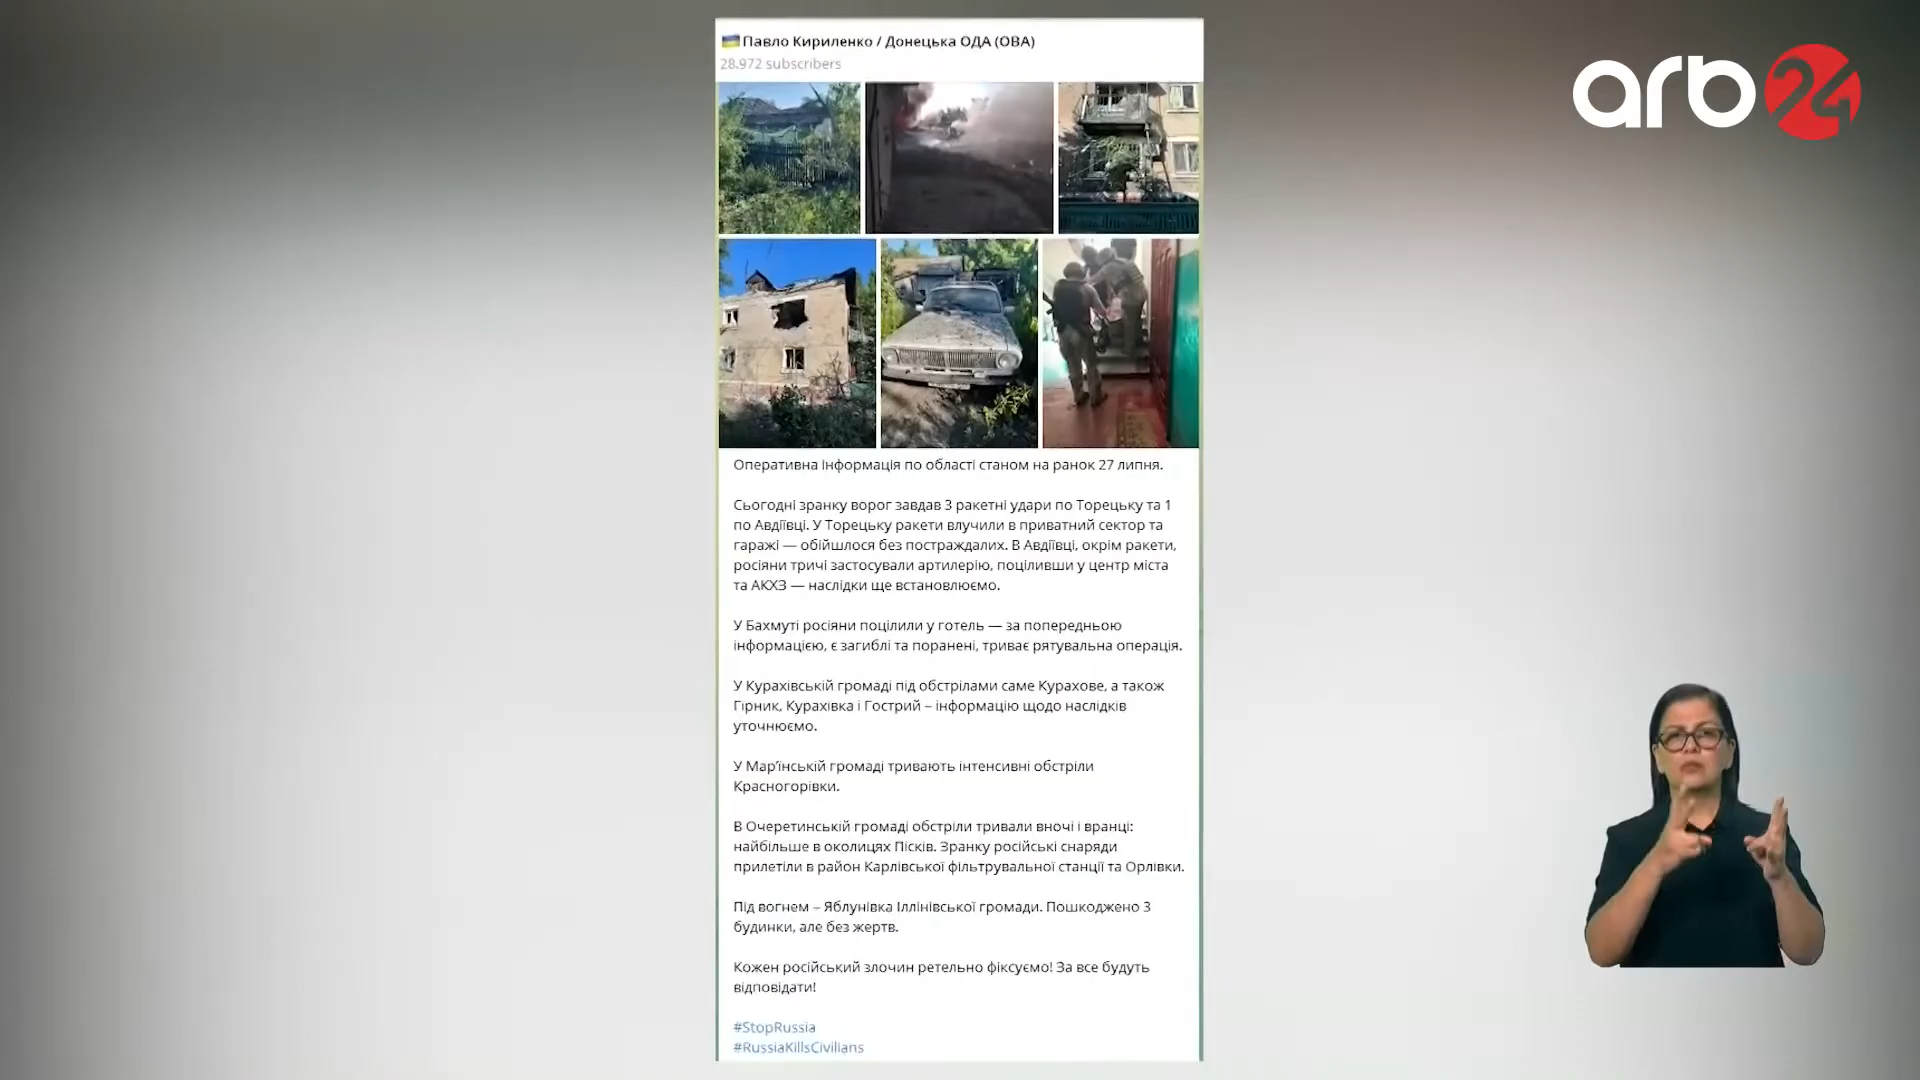 Павло Кириленко / Донецька ОДА (ОВА)
28.972 subscribers
arb 24
Оперативна інформація по області станом на ранок 27 липня.
Сьогодні зранку ворог завдав 3 ракетні удари по Торецьку та 1
по Авдіївці. У Торецьку ракети влучили в приватний сектор та
гаражі — обійшлося без постраждалих. В Авдіївці, окрім ракети,
росіяни тричі застосували артилерію, поціливши у центр міста
та АКХЗ — наслідки ще встановлюємо.
У Бахмуті росіяни поцілили у готель — за попередньою
інформацією, є загиблі та поранені, триває рятувальна операція.
У Курахівській громаді під обстрілами саме Курахове, а також
Гірник, Курахівка і Гострий – інформацію щодо наслідків
уточнюємо.
У Мар'їнській громаді тривають інтенсивні обстріли
Красногорівки.
В Очеретинській громаді обстріли тривали вночі і вранці:
найбільше в околицях Пісків. Зранку російські снаряди
прилетіли в район Карлівської фільтрувальної станції та Орлівки.
Під вогнем – Яблунівка Іллінівської громади. Пошкоджено 3
будинки, але без жертв.
Кожен російський злочин ретельно фіксуємо! За все будуть
відповідати!
#StopRussia
#RussiaKillsCivilians